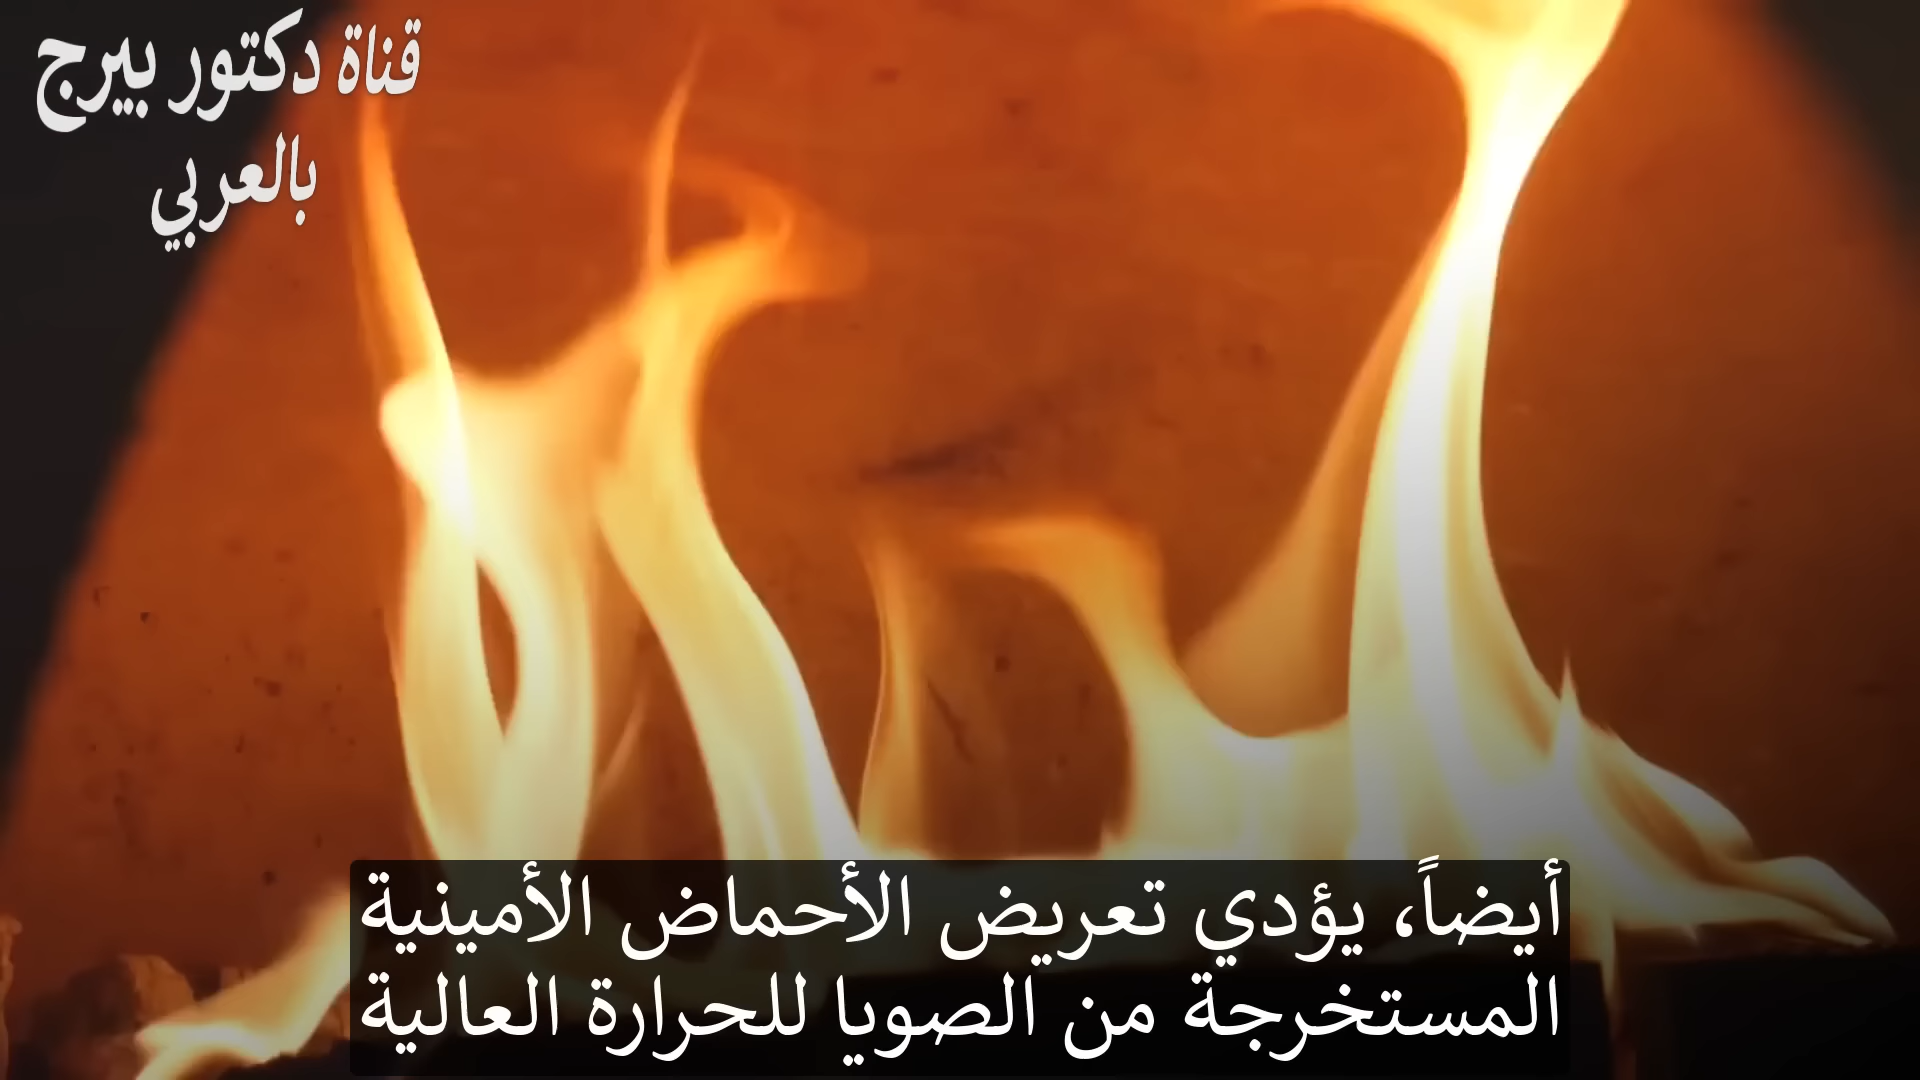 قناة دكتور بيرج
بالعربي
أيضاً، يؤدي تعريض الأحماض الأمينية
المستخرجة من الصويا للحرارة العالية